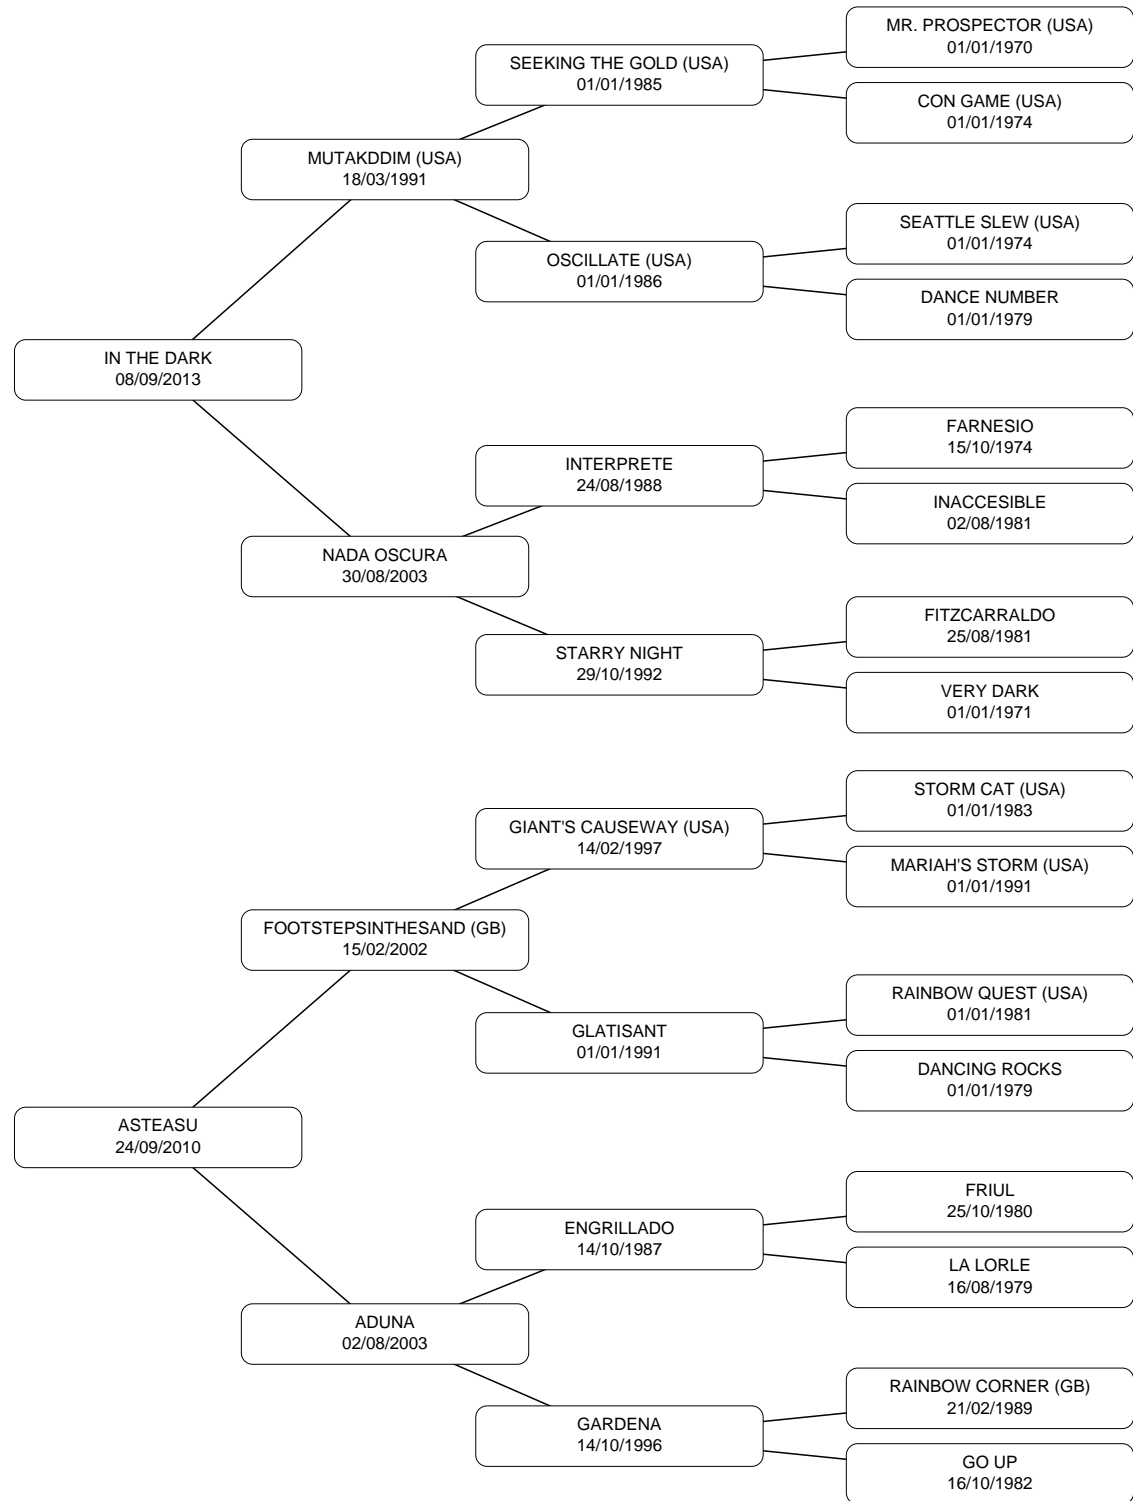 MR. PROSPECTOR (USA)
01/01/1970
SEEKING THE GOLD (USA)
01/01/1985
CON GAME (USA)
01/01/1974
MUTAKDDIM (USA)
18/03/1991
SEATTLE SLEW (USA)
01/01/1974
OSCILLATE (USA)
01/01/1986
DANCE NUMBER
01/01/1979
IN THE DARK
08/09/2013
FARNESIO
15/10/1974
INTERPRETE
24/08/1988
INACCESIBLE
02/08/1981
NADA OSCURA
30/08/2003
FITZCARRALDO
25/08/1981
STARRY NIGHT
29/10/1992
VERY DARK
01/01/1971
STORM CAT (USA)
01/01/1983
GIANT'S CAUSEWAY (USA)
14/02/1997
MARIAH'S STORM (USA)
01/01/1991
FOOTSTEPSINTHESAND (GB)
15/02/2002
RAINBOW QUEST (USA)
01/01/1981
GLATISANT
01/01/1991
DANCING ROCKS
01/01/1979
ASTEASU
24/09/2010
FRIUL
25/10/1980
ENGRILLADO
14/10/1987
LA LORLE
16/08/1979
ADUNA
02/08/2003
RAINBOW CORNER (GB)
21/02/1989
GARDENA
14/10/1996
GO UP
16/10/1982